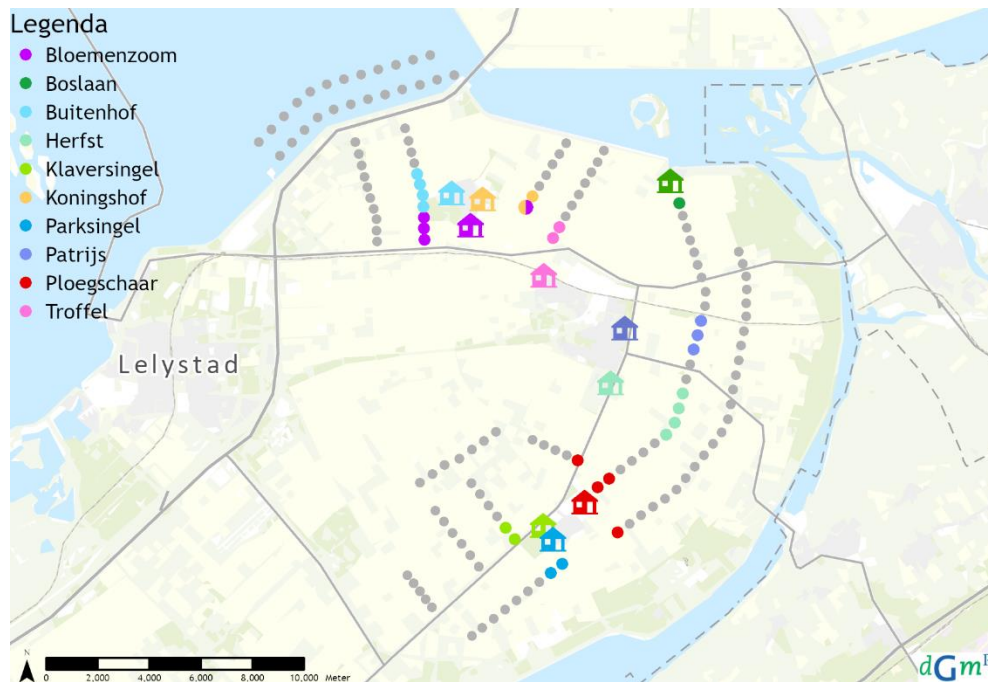 Legenda
Bloemenzoom
Boslaan
Buitenhof
Herfst
Klaversingel
Koningshof
Parksingel
Patrijs
Ploegschaar
Troffel
Lelystad
N
0 2,000 4,000 6,000 8,000 10,000 Meter
dGmR